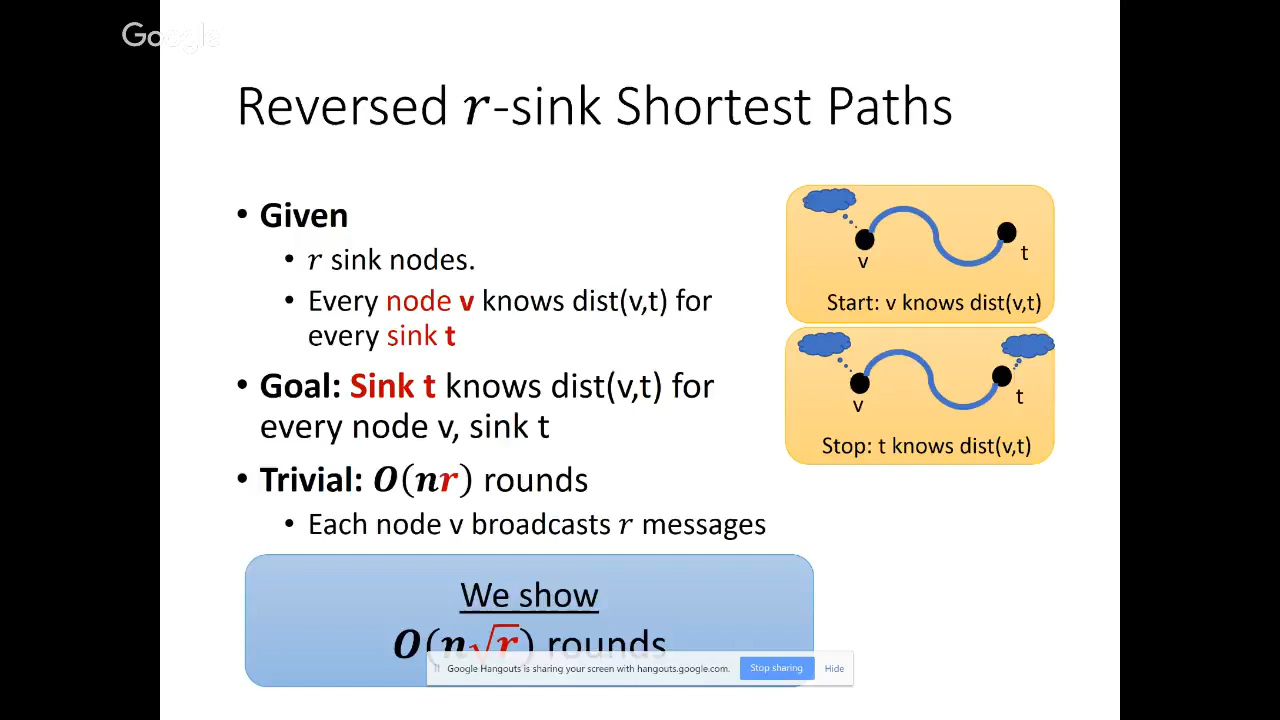 Google
Reversed r-sink Shortest Paths
• Given
• r sink nodes.
• Every node v knows dist(v,t) for
every sink t
• Goal: Sink t knows dist(v,t) for
every node v, sink t
• Trivial: O(nr) rounds
• Each node v broadcasts r messages
v
t
Start: v knows dist(v,t)
v
t
Stop: t knows dist(v,t)
We show
O(n√r) rounds
Google Hangouts is sharing your screen with hangouts.google.com.
Stop sharing
Hide